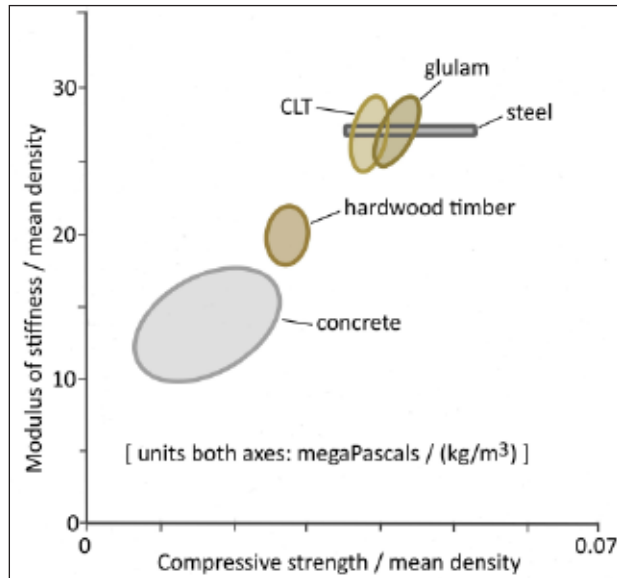 30
glulam
CLT
steel
hardwood timber
20
concrete
10
[ units both axes: megaPascals / (kg/m³) ]
0
0
0.07
Compressive strength / mean density
Modulus of stiffness / mean density